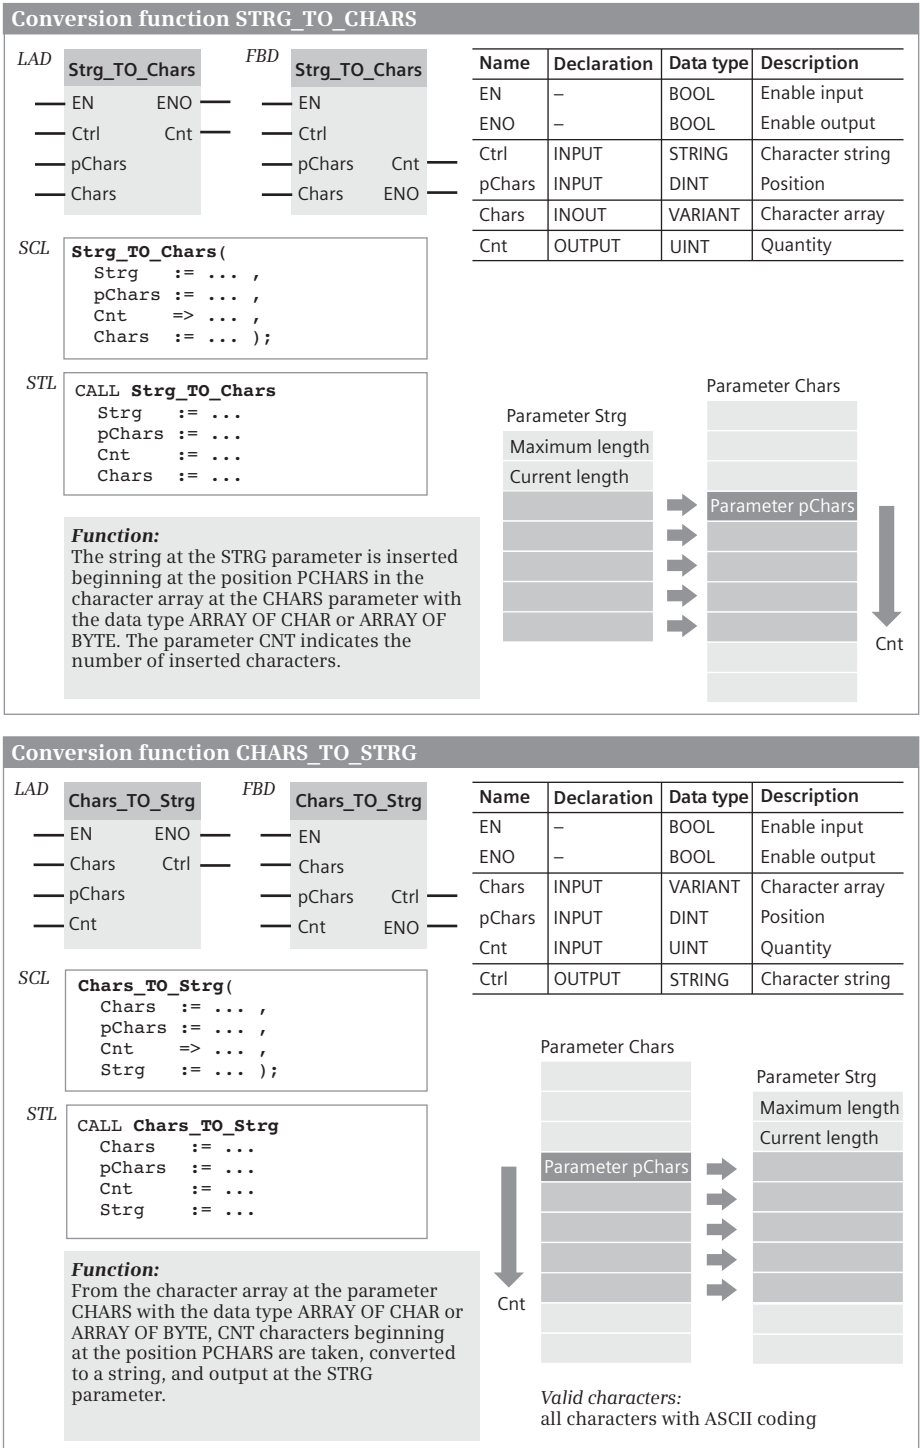 Conversion function STRG_TO_CHARS
LAD
Strg_TO_Chars
EN ENO
Ctrl Cnt
pChars
Chars
FBD
Strg_TO_Chars
EN
Ctrl
pChars Cnt
Chars ENO
Name Declaration Data type Description
EN – BOOL Enable input
ENO – BOOL Enable output
Ctrl INPUT STRING Character string
pChars INPUT DINT Position
Chars INOUT VARIANT Character array
Cnt OUTPUT UINT Quantity
SCL
Strg_TO_Chars(
Strg := ... ,
pChars := ... ,
Cnt => ... ,
Chars := ... );
STL
CALL Strg_TO_Chars
Strg := ...
pChars := ...
Cnt := ...
Chars := ...
Parameter Strg
Maximum length
Current length
Parameter Chars
Parameter pChars
Cnt
Function:
The string at the STRG parameter is inserted
beginning at the position PCHARS in the
character array at the CHARS parameter with
the data type ARRAY OF CHAR or ARRAY OF
BYTE. The parameter CNT indicates the
number of inserted characters.
Conversion function CHARS_TO_STRG
LAD
Chars_TO_Strg
EN ENO
Chars Ctrl
pChars
Cnt
FBD
Chars_TO_Strg
EN
Chars
pChars Ctrl
Cnt ENO
Name Declaration Data type Description
EN – BOOL Enable input
ENO – BOOL Enable output
Chars INPUT VARIANT Character array
pChars INPUT DINT Position
Cnt INPUT UINT Quantity
Ctrl OUTPUT STRING Character string
SCL
Chars_TO_Strg(
Chars := ... ,
pChars := ... ,
Cnt => ... ,
Strg := ... );
STL
CALL Chars_TO_Strg
Chars := ...
pChars := ...
Cnt := ...
Strg := ...
Parameter Chars
Parameter pChars
Cnt
Parameter Strg
Maximum length
Current length
Function:
From the character array at the parameter
CHARS with the data type ARRAY OF CHAR or
ARRAY OF BYTE, CNT characters beginning
at the position PCHARS are taken, converted
to a string, and output at the STRG
parameter.
Valid characters:
all characters with ASCII coding